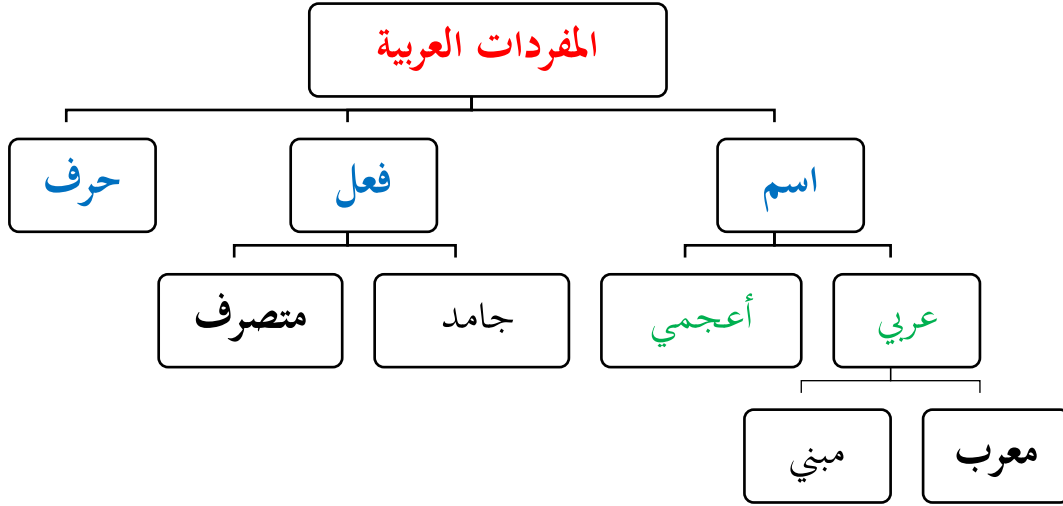 المفردات العربية
اسم
فعل
حرف
عربي
أعجمي
جامد
متصرف
معرب
مبني